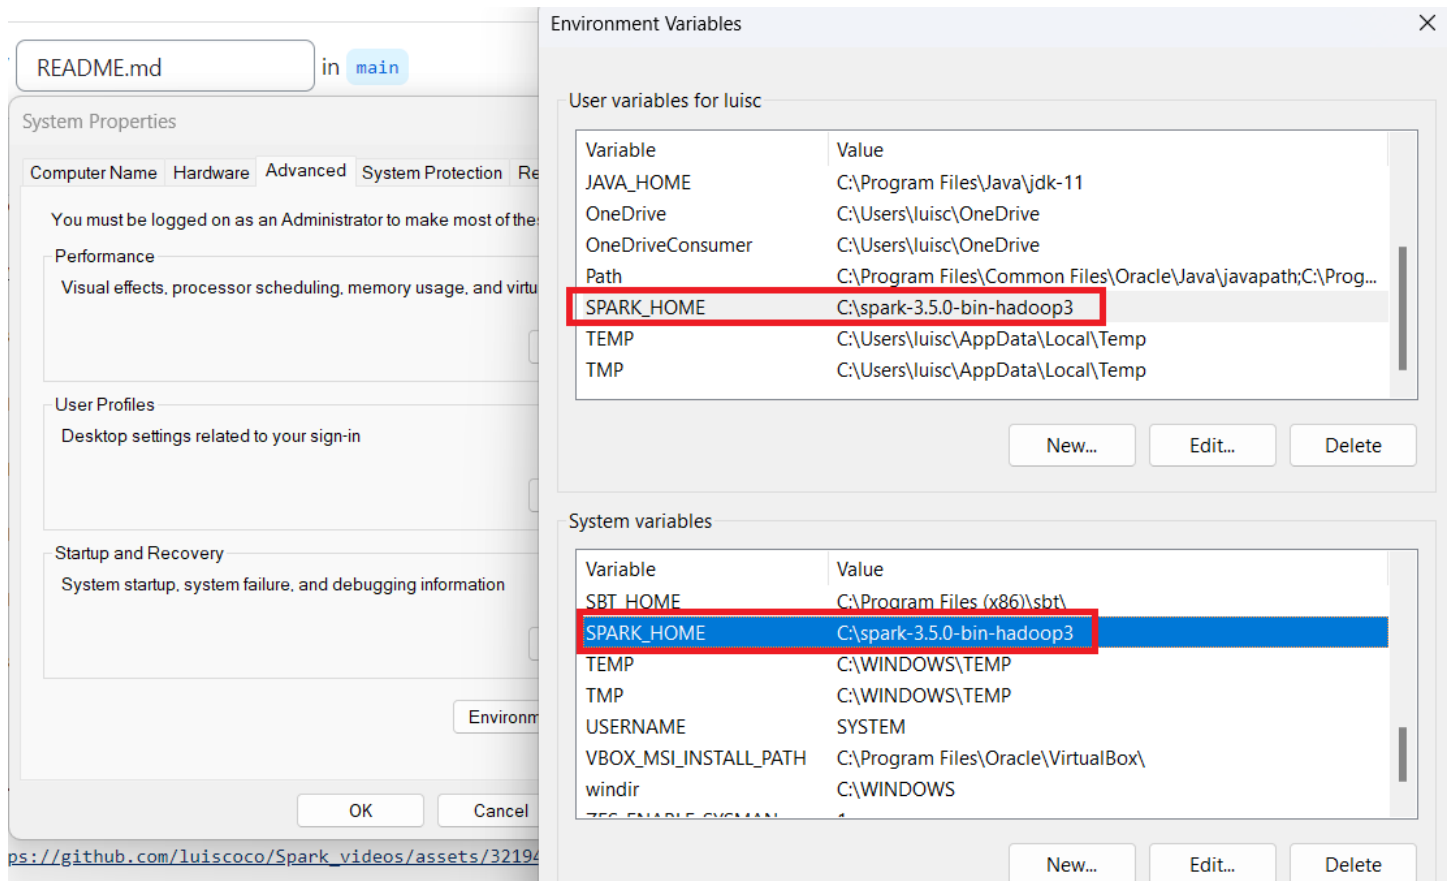 README.md in main
System Properties
Computer Name Hardware Advanced System Protection Re
You must be logged on as an Administrator to make most of
Performance
Visual effects, processor scheduling, memory usage, and virtu
User Profiles
Desktop settings related to your sign-in
Startup and Recovery
System startup, system failure, and debugging information
Environm
OK Cancel
ps://github.com/luiscoco/Spark_videos/assets/32194
Environment Variables
User variables for luisc
Variable Value
JAVA_HOME C:\Program Files\Java\jdk-11
OneDrive C:\Users\luisc\OneDrive
OneDriveConsumer C:\Users\luisc\OneDrive
Path C:\Program Files\Common Files\Oracle\Java\javapath;C:\Prog...
SPARK_HOME C:\spark-3.5.0-bin-hadoop3
TEMP C:\Users\luisc\AppData\Local\Temp
TMP C:\Users\luisc\AppData\Local\Temp
New... Edit... Delete
System variables
Variable Value
SBT_HOME C:\Program Files (x86)\sbt\
SPARK_HOME C:\spark-3.5.0-bin-hadoop3
TEMP C:\WINDOWS\TEMP
TMP C:\WINDOWS\TEMP
USERNAME SYSTEM
VBOX_MSI_INSTALL_PATH C:\Program Files\Oracle\VirtualBox\
windir C:\WINDOWS
ZES_ENABLE_SYSMAN 1
New... Edit... Delete